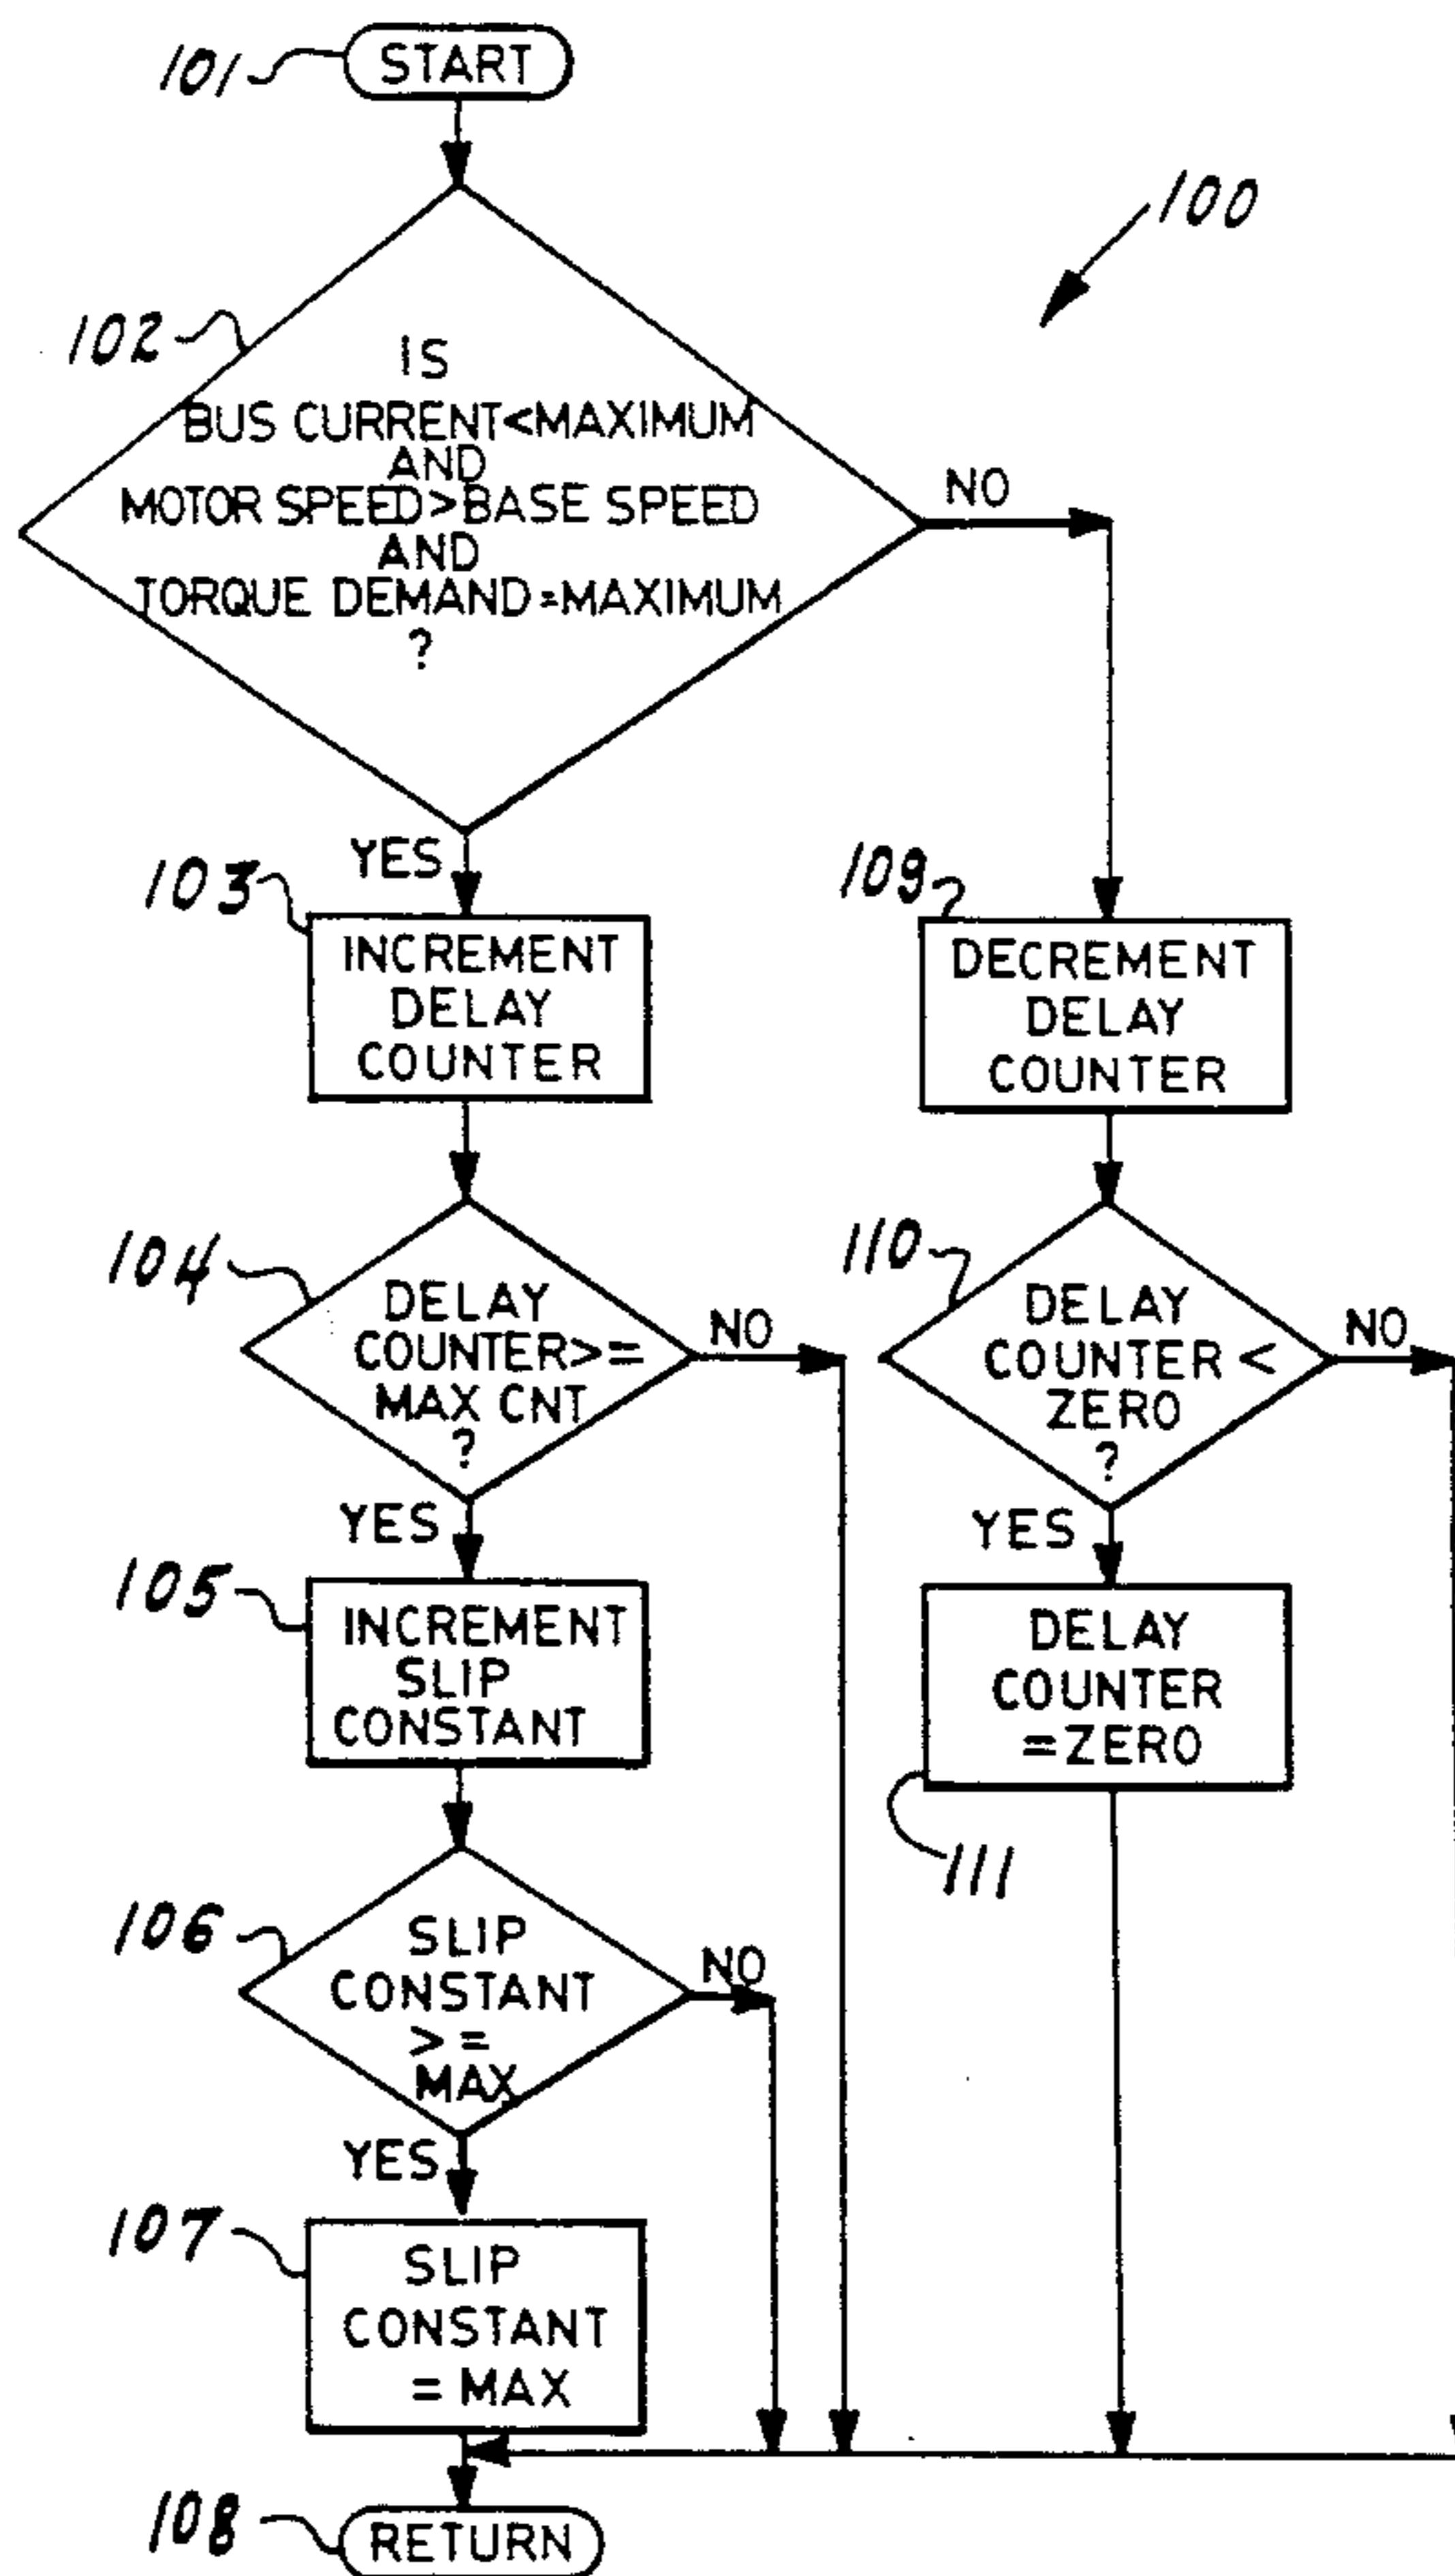 101
START
100
102
IS
BUS CURRENT<MAXIMUM
AND
MOTOR SPEED>BASE SPEED
AND
TORQUE DEMAND=MAXIMUM
?
NO
YES
103
INCREMENT
DELAY
COUNTER
109
DECREMENT
DELAY
COUNTER
104
DELAY
COUNTER>=
MAX CNT
?
NO
110
DELAY
COUNTER <
ZERO
?
NO
YES
105
INCREMENT
SLIP
CONSTANT
YES
DELAY
COUNTER
=ZERO
111
106
SLIP
CONSTANT
>=
MAX
NO
YES
107
SLIP
CONSTANT
= MAX
108
RETURN